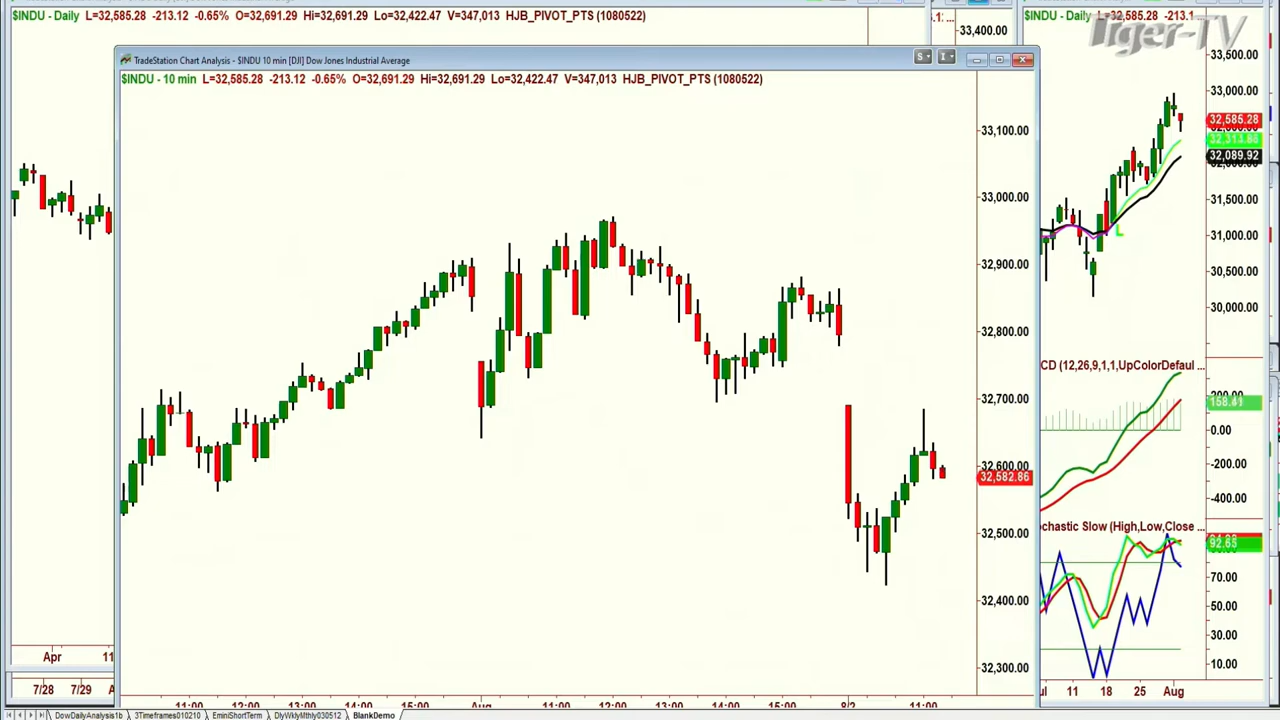 $INDU - Daily L=32,585.28 -213.12 -0.65% O=32,691.29 Hi=32,691.29 Lo=32,422.47 V=347,013 HJB_PIVOT_PTS (1080522)
33,400.00
$INDU - Daily L=32,585.28 -213.1
Tiger-TV
TradeStation Chart Analysis - $INDU 10 min [DJI] Dow Jones Industrial Average
$INDU - 10 min L=32,585.28 -213.12 -0.65% O=32,691.29 Hi=32,691.29 Lo=32,422.47 V=347,013 HJB_PIVOT_PTS (1080522)
33,100.00
33,000.00
32,900.00
32,800.00
32,700.00
32,600.00
32,582.86
32,500.00
32,400.00
32,300.00
33,500.00
33,000.00
32,585.28
32,313.88
32,089.92
31,500.00
31,000.00
30,500.00
30,000.00
L
CD (12,26,9,1,1,UpColorDefaul ...
158.41
0.00
-200.00
-400.00
ochastic Slow (High,Low,Close ...
92.63
70.00
50.00
30.00
10.00
ul 11 18 25 Aug
Apr 11
7/28 7/29 A
11:00 12:00 13:00 14:00 15:00 Aug 11:00 12:00 13:00 14:00 15:00 8/2 11:00
DowDailyAnalysis1b 3Timeframes010210 EminiShortTerm DlyWklyMthly030512 BlankDemo